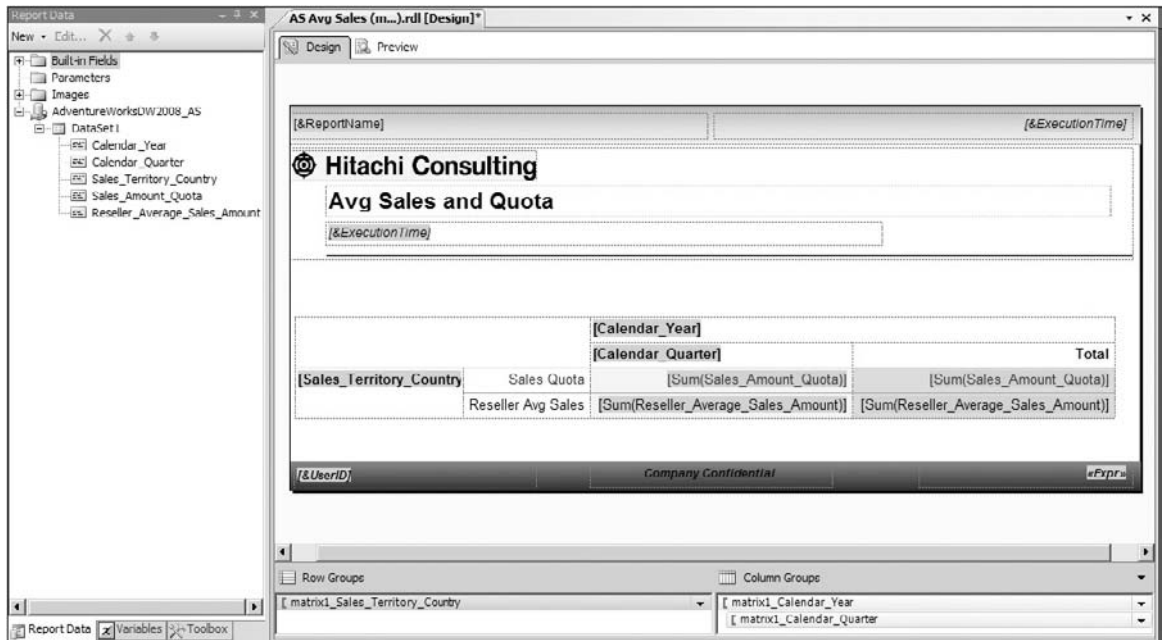 Report Data
New Edit...
Built-in Fields
Parameters
Images
AdventureWorksDW2008_AS
DataSet1
Calendar_Year
Calendar_Quarter
Sales_Territory_Country
Sales_Amount_Quota
Reseller_Average_Sales_Amount
Report Data Variables Toolbox
AS Avg Sales (m...).rdl [Design]*
Design Preview
[&ReportName] [&ExecutionTime]
Hitachi Consulting
Avg Sales and Quota
[&ExecutionTime]
[Calendar_Year]
[Calendar_Quarter] Total
[Sales_Territory_Country Sales Quota [Sum(Sales_Amount_Quota)] [Sum(Sales_Amount_Quota)]
Reseller Avg Sales [Sum(Reseller_Average_Sales_Amount)] [Sum(Reseller_Average_Sales_Amount)]
[&UserID] Company Confidential «Expr»
Row Groups Column Groups
[ matrix1_Sales_Territory_Country [ matrix1_Calendar_Year
[ matrix1_Calendar_Quarter